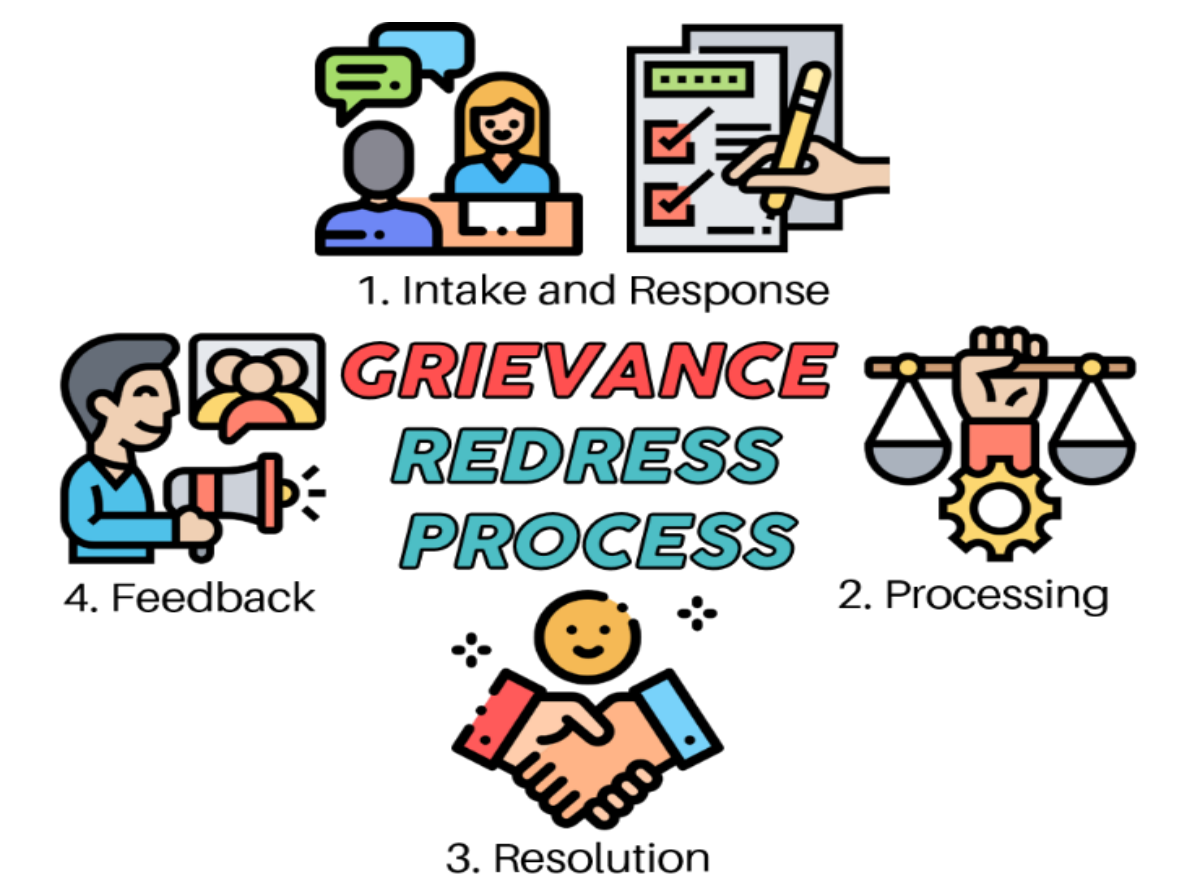 1. Intake and Response
GRIEVANCE
REDRESS
PROCESS
2. Processing
3. Resolution
4. Feedback